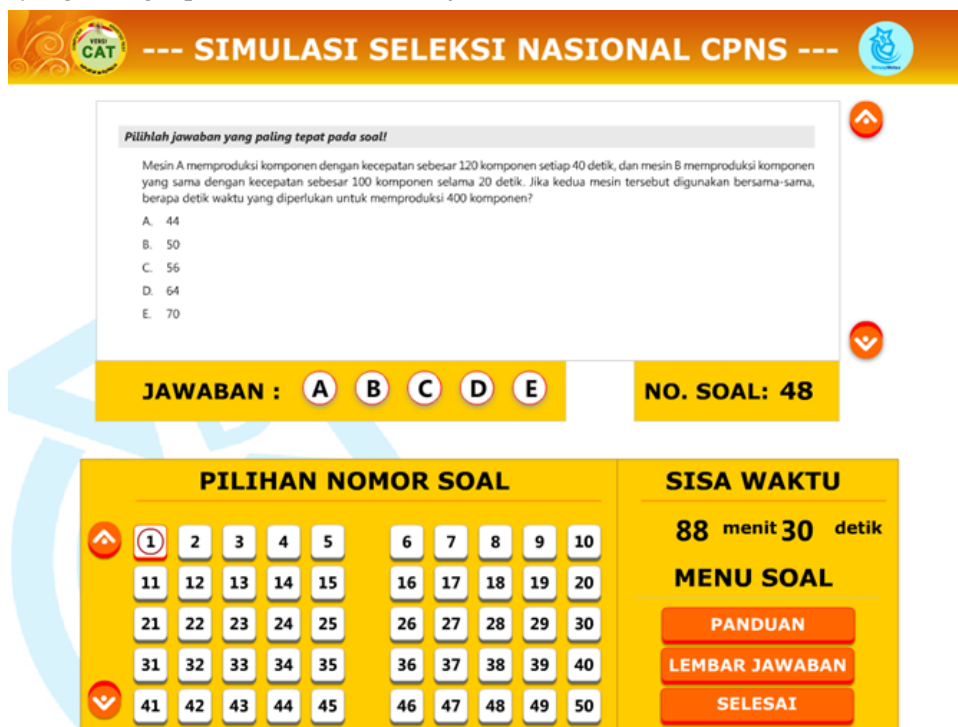 VERSI
CAT
--- SIMULASI SELEKSI NASIONAL CPNS ---
Pilihlah jawaban yang paling tepat pada soal!
Mesin A memproduksi komponen dengan kecepatan sebesar 120 komponen setiap 40 detik, dan mesin B memproduksi komponen
yang sama dengan kecepatan sebesar 100 komponen selama 20 detik. Jika kedua mesin tersebut digunakan bersama-sama,
berapa detik waktu yang diperlukan untuk memproduksi 400 komponen?
A. 44
B. 50
C. 56
D. 64
E. 70
JAWABAN : A B C D E
NO. SOAL: 48
PILIHAN NOMOR SOAL
1 2 3 4 5 6 7 8 9 10
11 12 13 14 15 16 17 18 19 20
21 22 23 24 25 26 27 28 29 30
31 32 33 34 35 36 37 38 39 40
41 42 43 44 45 46 47 48 49 50
SISA WAKTU
88 menit 30 detik
MENU SOAL
PANDUAN
LEMBAR JAWABAN
SELESAI